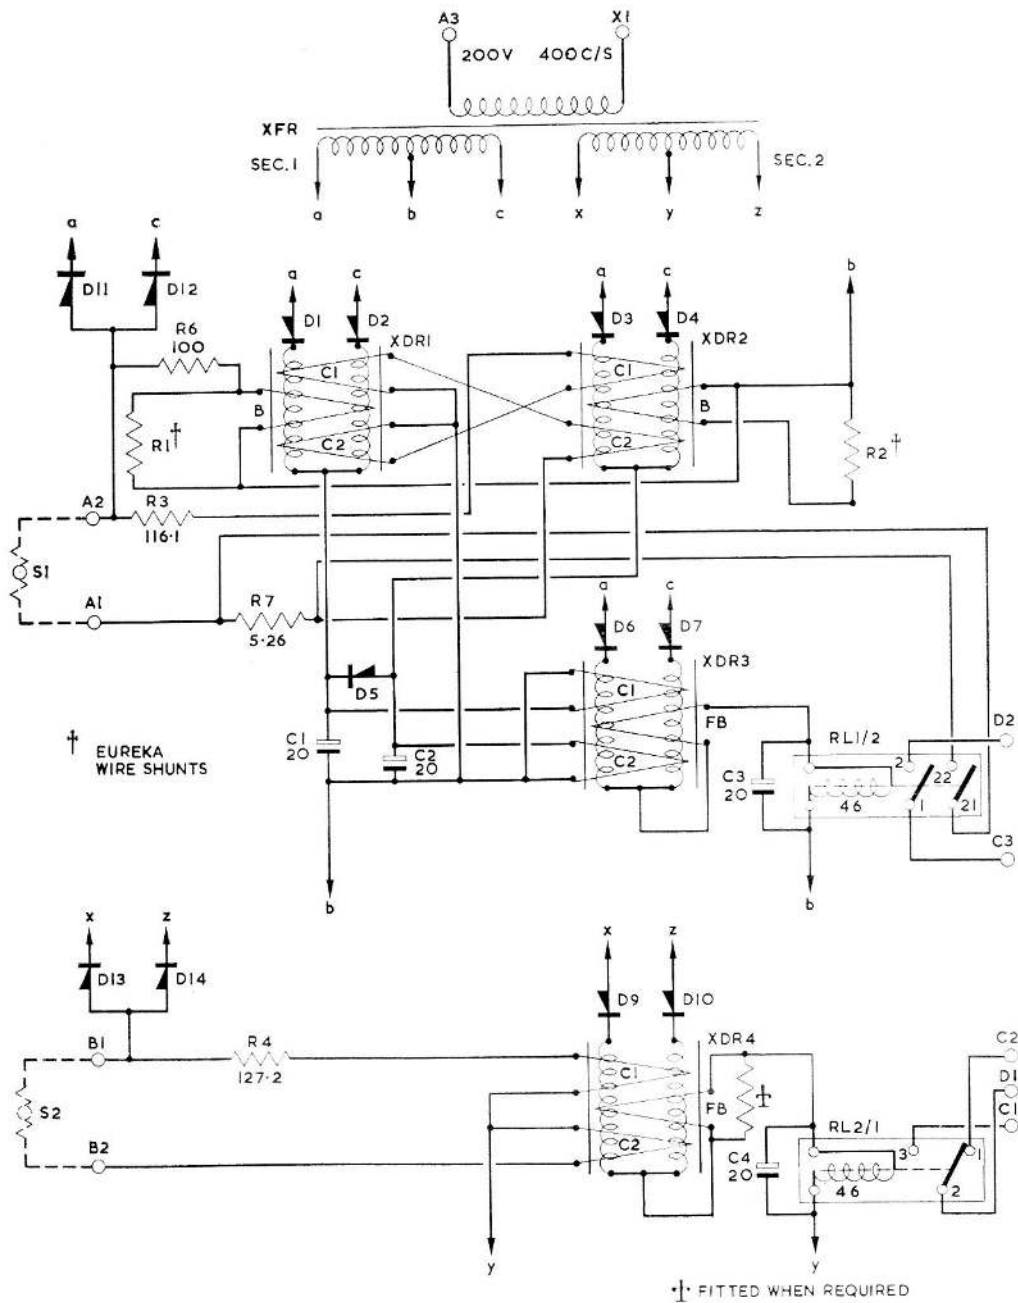 A3 X1
200V 400C/S
XFR
SEC.1 SEC.2
a b c x y z
a c
D11 D12
R6
100
a c
D1 D2
XDR1
C1
B
C2
a c
D3 D4
XDR2
C1
B
C2
b
R1 †
R2 †
A2
R3
116·1
S1
A1
R7
5·26
a c
D6 D7
XDR3
C1
FB
C2
D5
C1
20
C2
20
† EUREKA
WIRE SHUNTS
C3
20
RL1/2
2 22
46 1 21
D2
C3
b
b
x z
D13 D14
B1
R4
127·2
S2
B2
x z
D9 D10
XDR4
C1
FB
C2
C4
20
RL2/1
3 1
46 2
C2
D1
C1
y
y
‡ FITTED WHEN REQUIRED